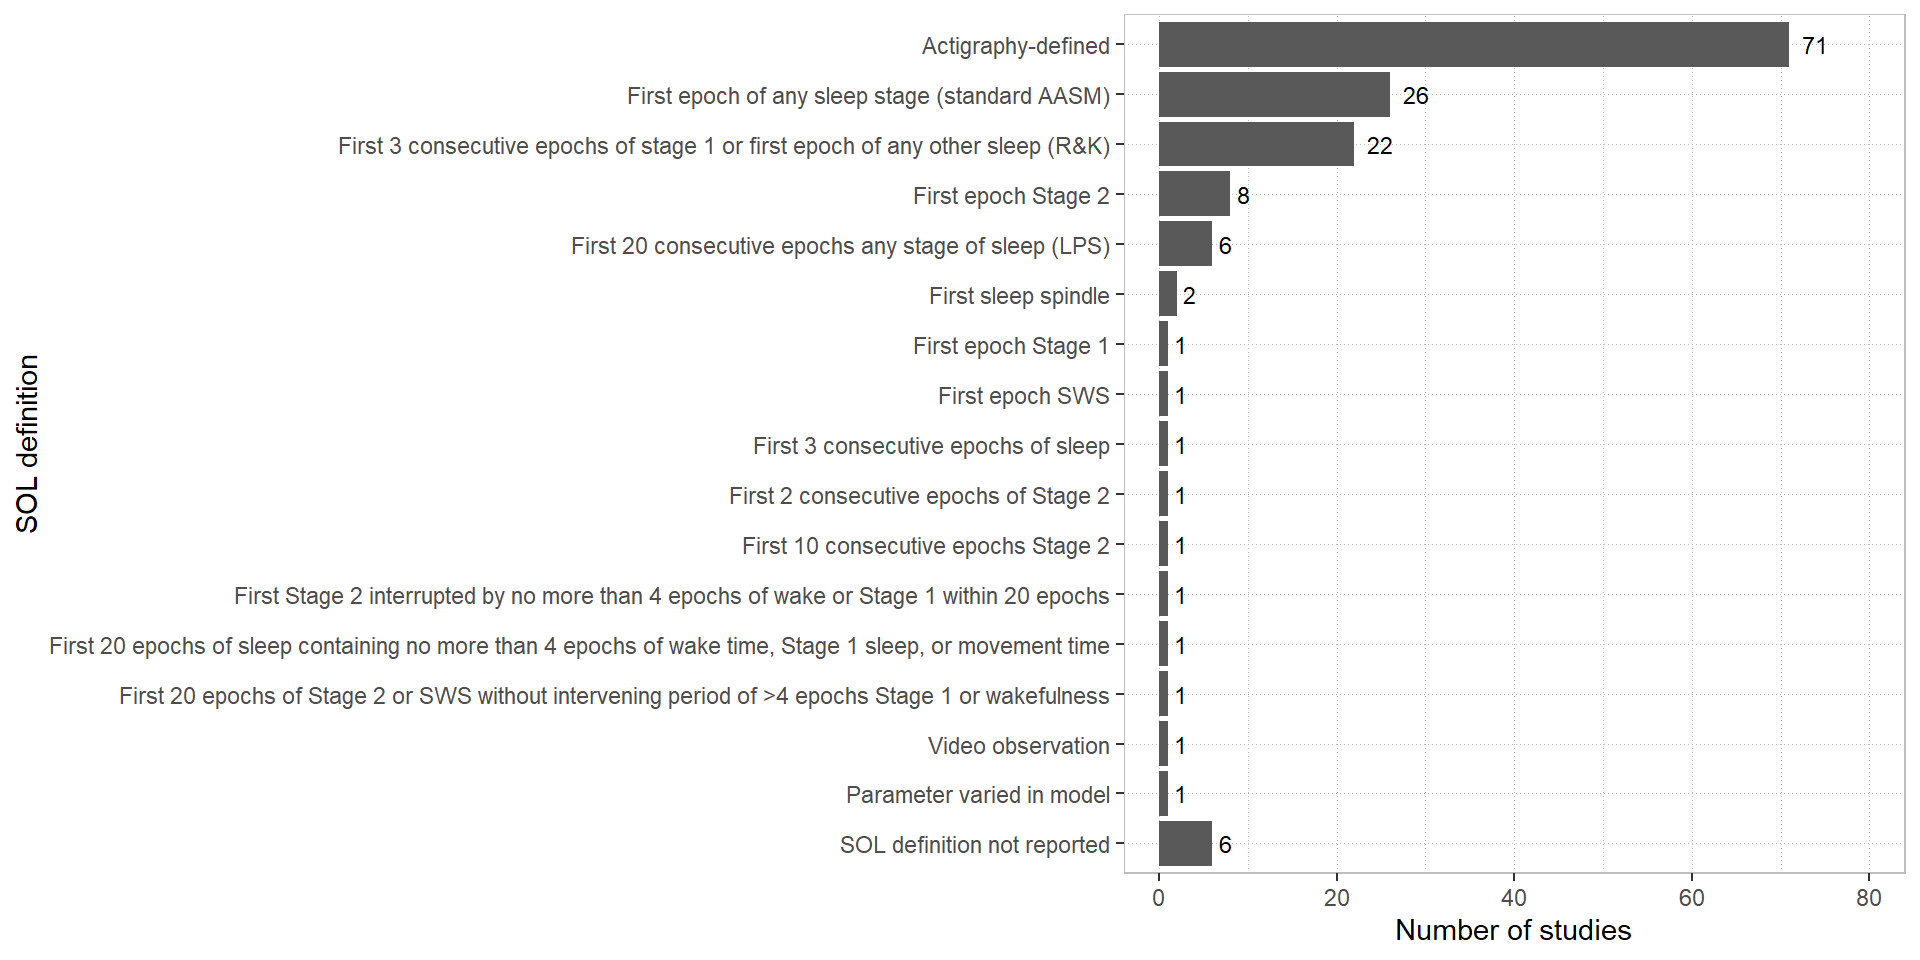 SOL definition
Actigraphy-defined 71
First epoch of any sleep stage (standard AASM) 26
First 3 consecutive epochs of stage 1 or first epoch of any other sleep (R&K) 22
First epoch Stage 2 8
First 20 consecutive epochs any stage of sleep (LPS) 6
First sleep spindle 2
First epoch Stage 1 1
First epoch SWS 1
First 3 consecutive epochs of sleep 1
First 2 consecutive epochs of Stage 2 1
First 10 consecutive epochs Stage 2 1
First Stage 2 interrupted by no more than 4 epochs of wake or Stage 1 within 20 epochs 1
First 20 epochs of sleep containing no more than 4 epochs of wake time, Stage 1 sleep, or movement time 1
First 20 epochs of Stage 2 or SWS without intervening period of >4 epochs Stage 1 or wakefulness 1
Video observation 1
Parameter varied in model 1
SOL definition not reported 6
0 20 40 60 80
Number of studies